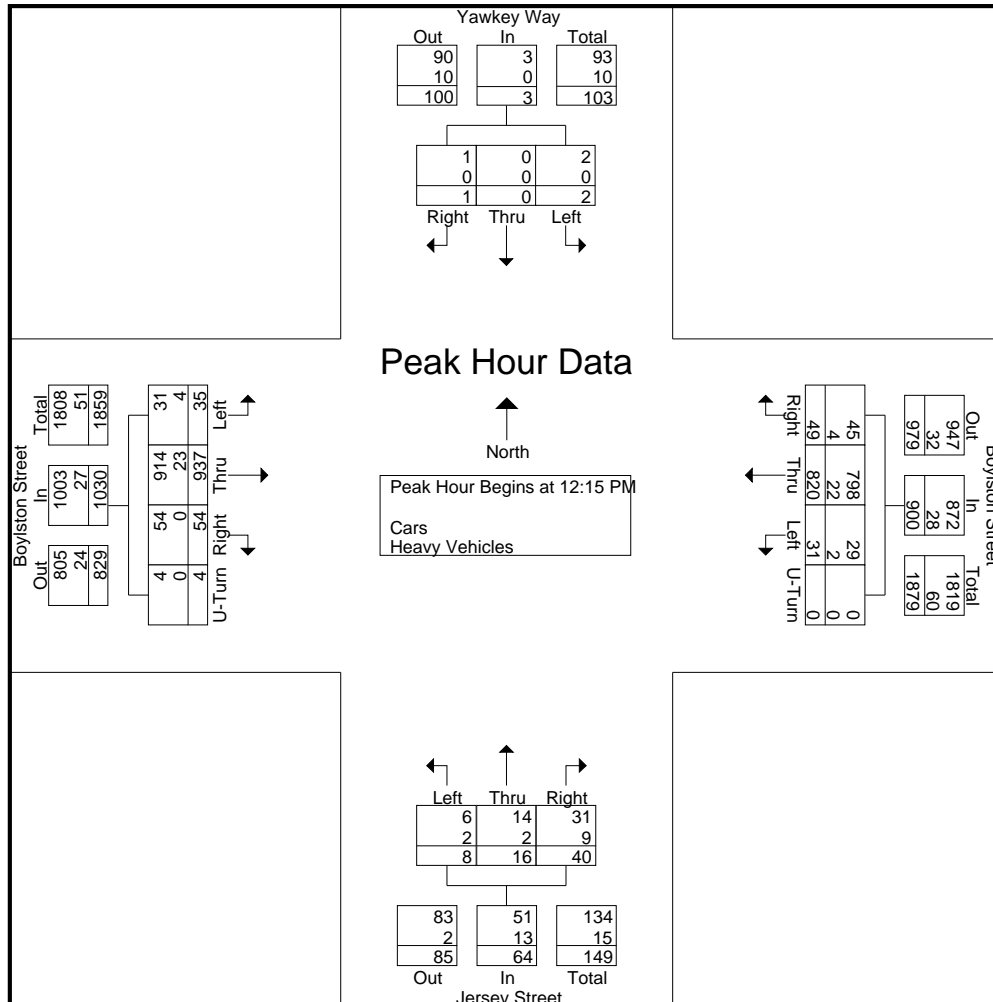 Yawkey Way
Out In Total
90 3 93
10 0 10
100 3 103
1 0 2
0 0 0
1 0 2
Right Thru Left
Peak Hour Data
North
Peak Hour Begins at 12:15 PM
Cars
Heavy Vehicles
Boylston Street
Total In Out
1808 1003 805
51 27 24
1859 1030 829
31 914 54 4
4 23 0 0
35 937 54 4
Left Thru Right U-Turn
Boylston Street
Out In Total
947 872 1819
32 28 60
979 900 1879
45 798 29 0
4 22 2 0
49 820 31 0
Right Thru Left U-Turn
Left Thru Right
6 14 31
2 2 9
8 16 40
83 51 134
2 13 15
85 64 149
Out In Total
Jersey Street